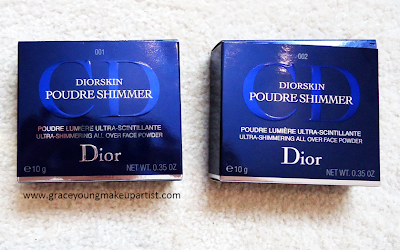 001
CD
DIORSKIN
POUDRE SHIMMER
POUDRE LUMIÈRE ULTRA-SCINTILLANTE
ULTRA-SHIMMERING ALL OVER FACE POWDER
Dior
℮ 10 g
NET WT. 0.35 OZ
002
CD
DIORSKIN
POUDRE SHIMMER
POUDRE LUMIÈRE ULTRA-SCINTILLANTE
ULTRA-SHIMMERING ALL OVER FACE POWDER
Dior
℮ 10 g
NET WT. 0.35 OZ
www.graceyoungmakeupartist.com